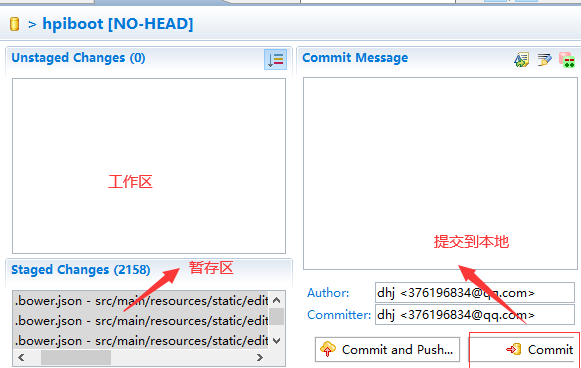 > hpiboot [NO-HEAD]
Unstaged Changes (0)
工作区
Staged Changes (2158)
暂存区
.bower.json - src/main/resources/static/edit
.bower.json - src/main/resources/static/edit
.bower.json - src/main/resources/static/edit
Commit Message
提交到本地
Author: dhj <376196834@qq.com>
Committer: dhj <376196834@qq.com>
Commit and Push...
Commit